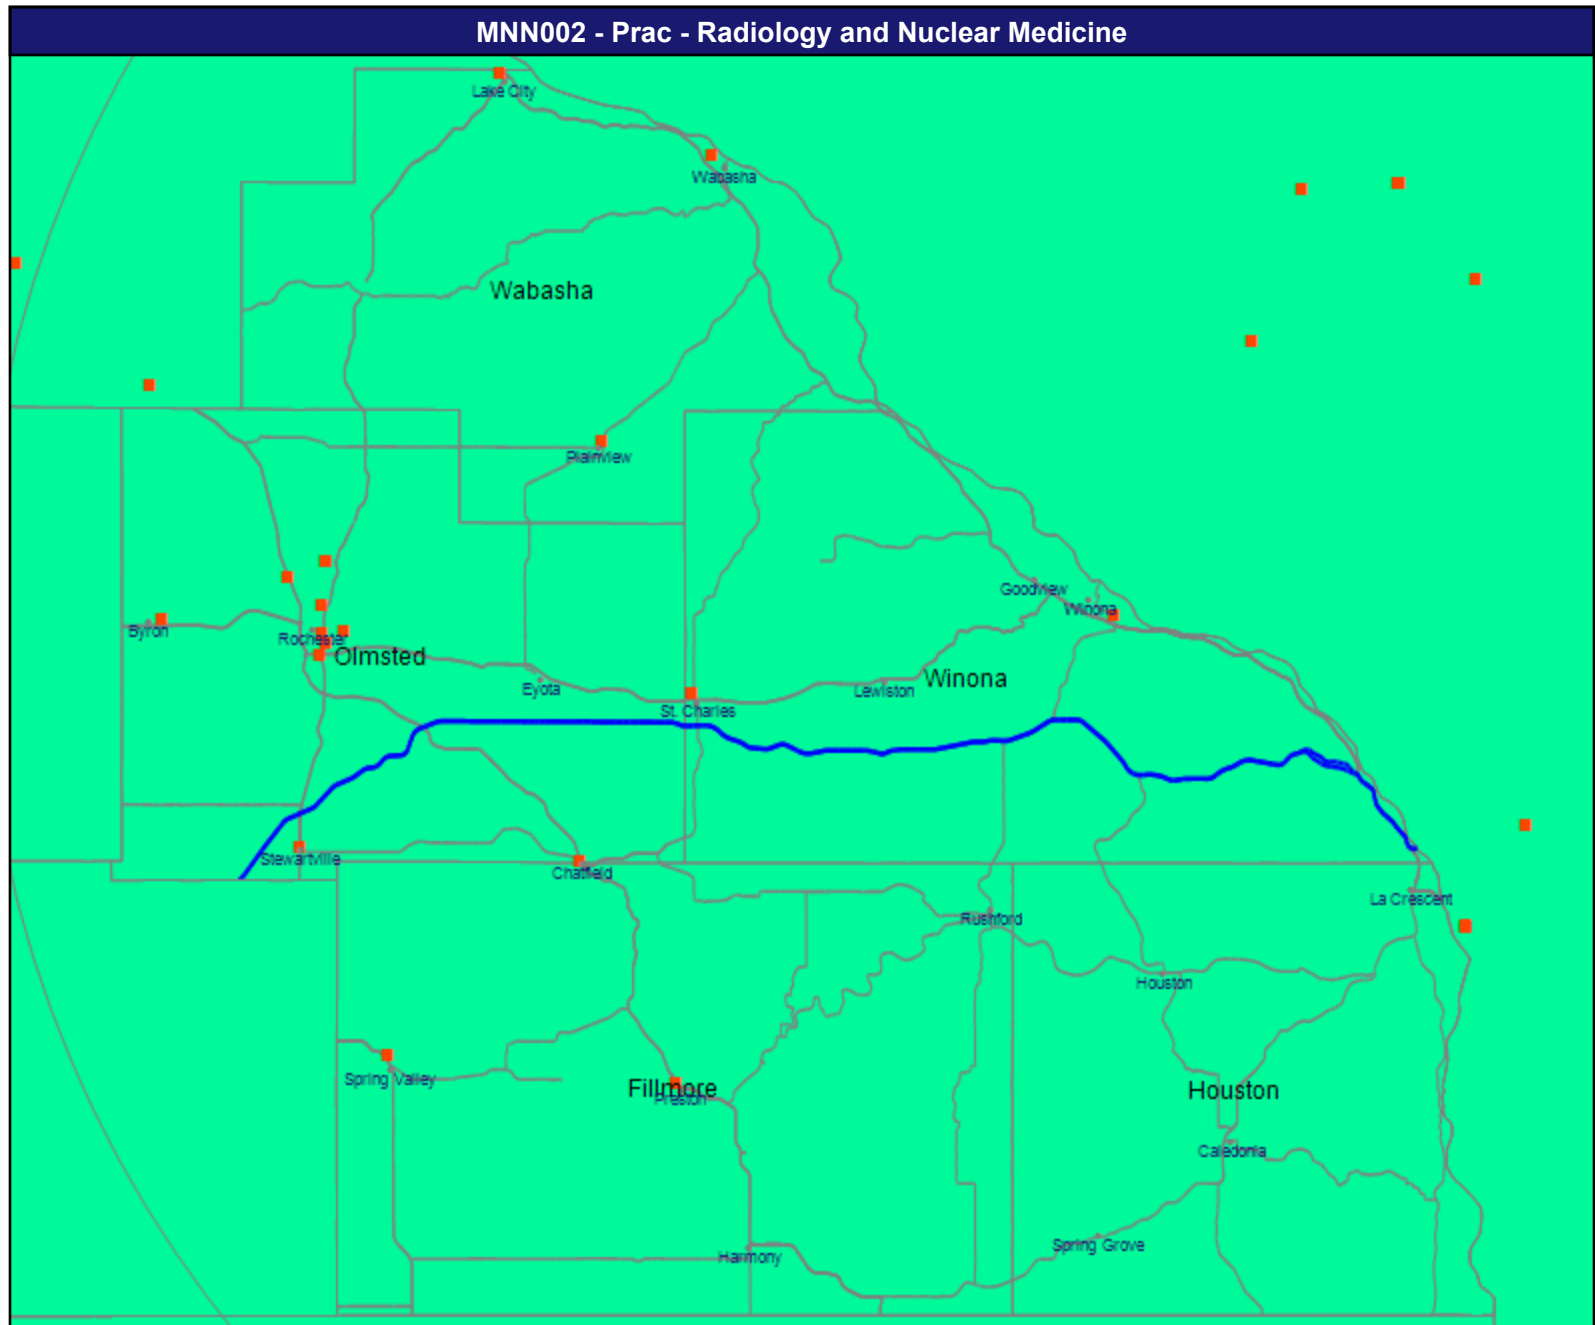 MNN002 - Prac - Radiology and Nuclear Medicine
Lake City
Wabasha
Wabasha
Plainview
Goodview
Winona
Byron
Rochester
Olmsted
Eyota
St. Charles
Lewiston
Winona
Stewartville
Chatfield
La Crescent
Rushford
Houston
Spring Valley
Fillmore
Preston
Houston
Caledonia
Harmony
Spring Grove